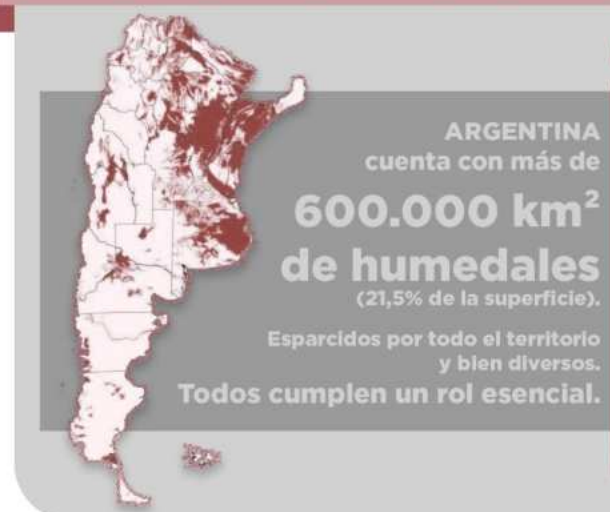 ARGENTINA
cuenta con más de
600.000 km²
de humedales
(21,5% de la superficie).
Esparcidos por todo el territorio
y bien diversos.
Todos cumplen un rol esencial.